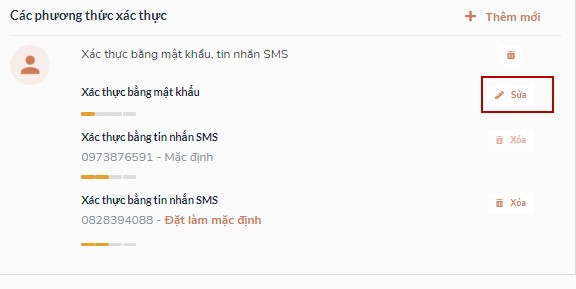 Các phương thức xác thực
Thêm mới
Xác thực bằng mật khẩu, tin nhắn SMS
Xác thực bằng mật khẩu
Sửa
Xác thực bằng tin nhắn SMS
Xóa
0973876591 - Mặc định
Xác thực bằng tin nhắn SMS
Xóa
0828394088 - Đặt làm mặc định